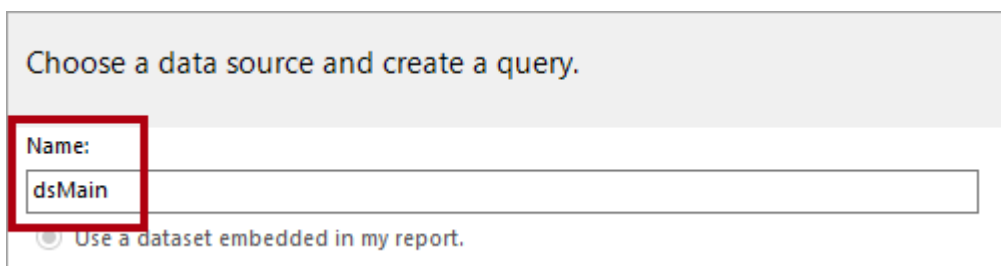 Choose a data source and create a query.
Name:
dsMain
Use a dataset embedded in my report.